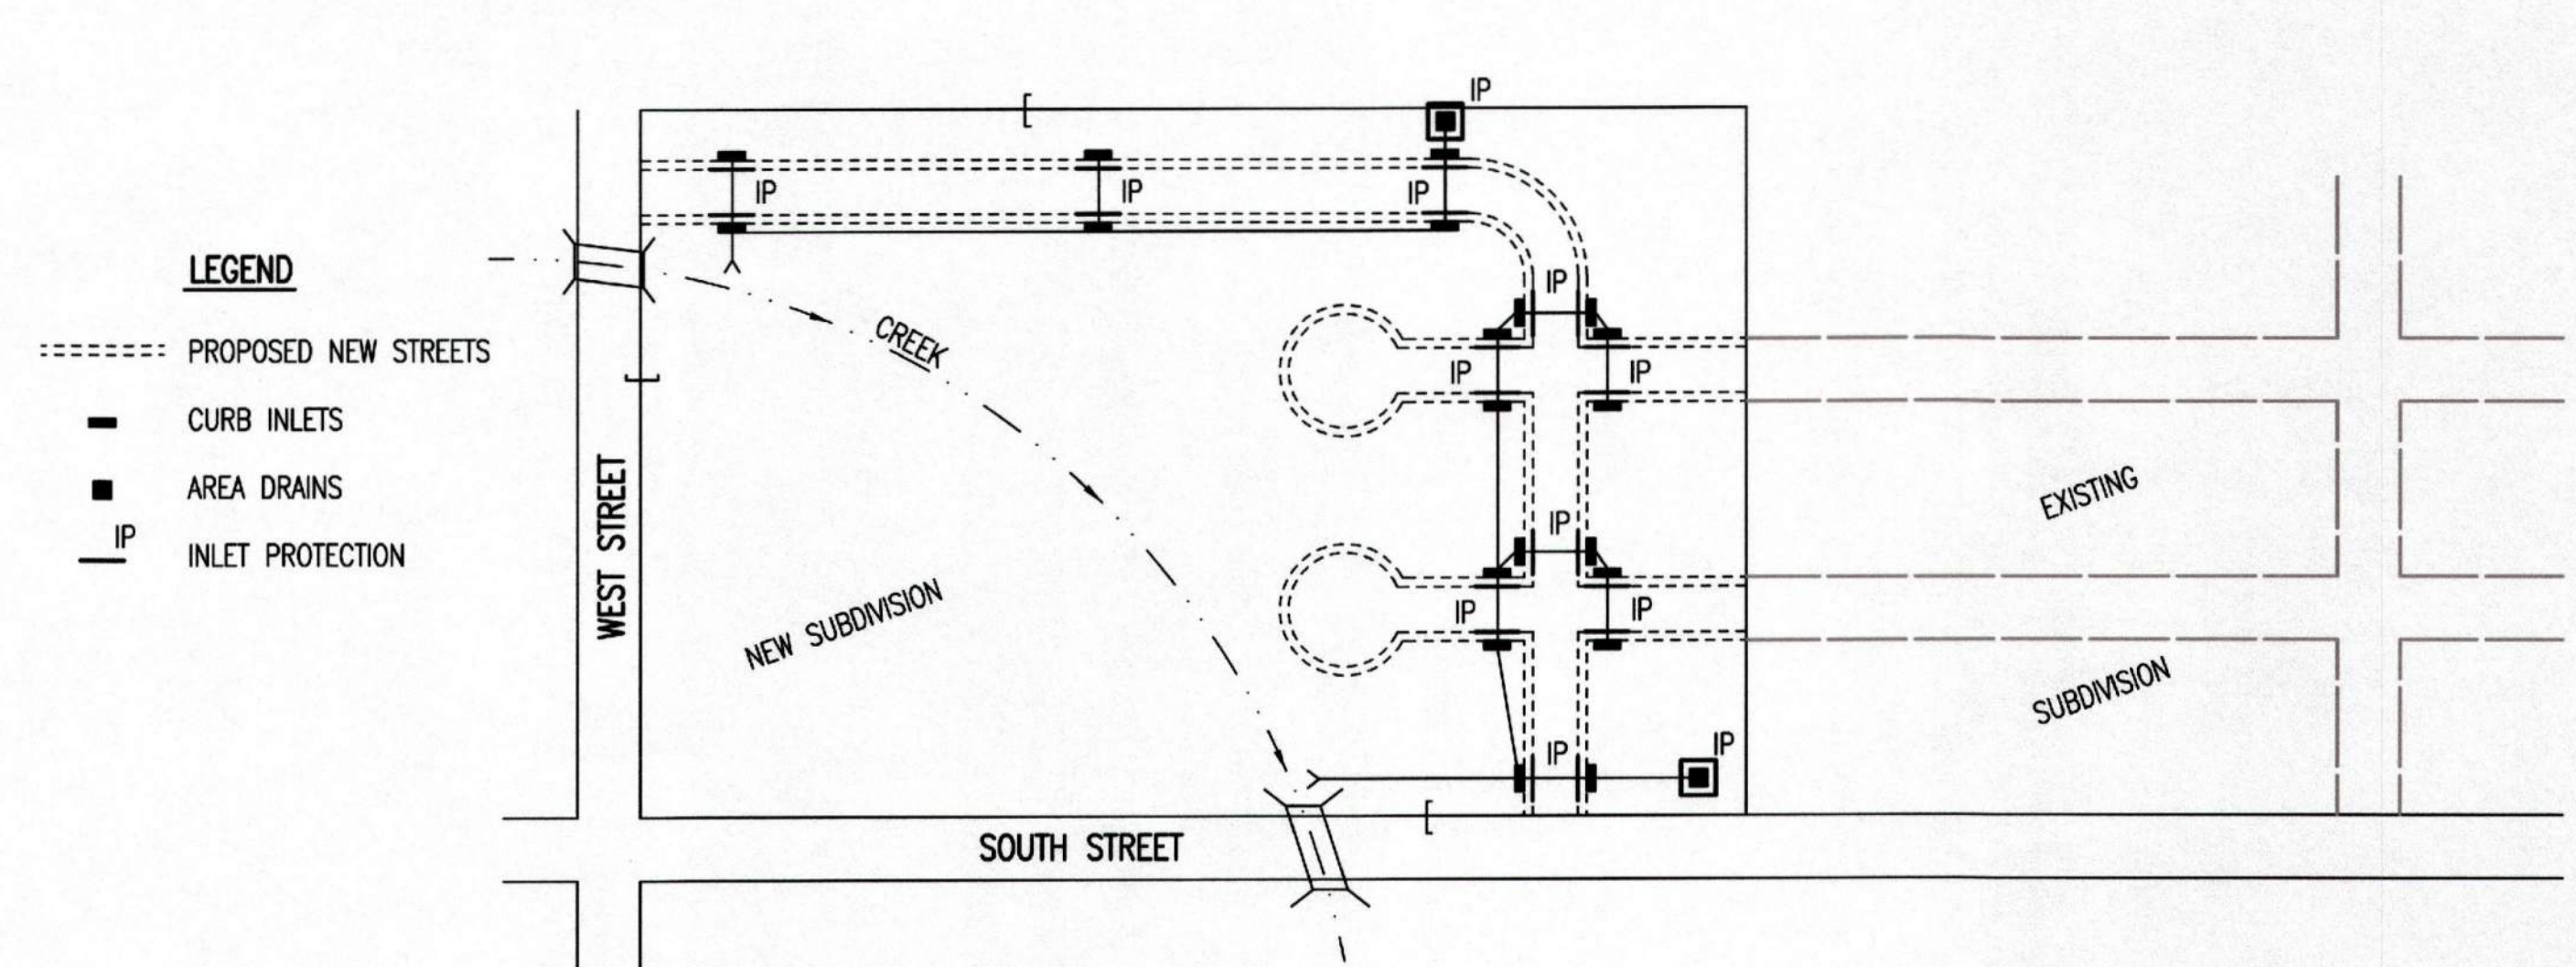 IP
IP
IP
IP
LEGEND
PROPOSED NEW STREETS
CURB INLETS
AREA DRAINS
IP
INLET PROTECTION
WEST STREET
CREEK
NEW SUBDIVISION
IP
IP
IP
IP
IP
IP
IP
IP
EXISTING
SUBDIVISION
SOUTH STREET